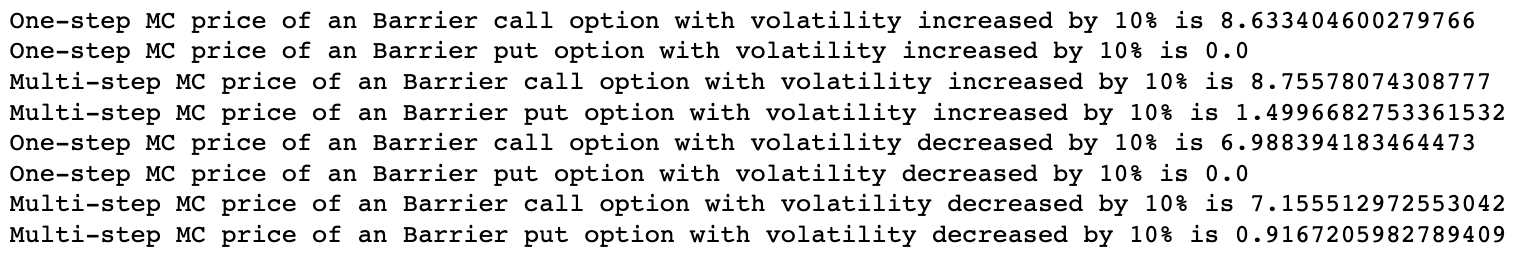 One-step MC price of an Barrier call option with volatility increased by 10% is 8.633404600279766
One-step MC price of an Barrier put option with volatility increased by 10% is 0.0
Multi-step MC price of an Barrier call option with volatility increased by 10% is 8.75578074308777
Multi-step MC price of an Barrier put option with volatility increased by 10% is 1.4996682753361532
One-step MC price of an Barrier call option with volatility decreased by 10% is 6.988394183464473
One-step MC price of an Barrier put option with volatility decreased by 10% is 0.0
Multi-step MC price of an Barrier call option with volatility decreased by 10% is 7.155512972553042
Multi-step MC price of an Barrier put option with volatility decreased by 10% is 0.9167205982789409